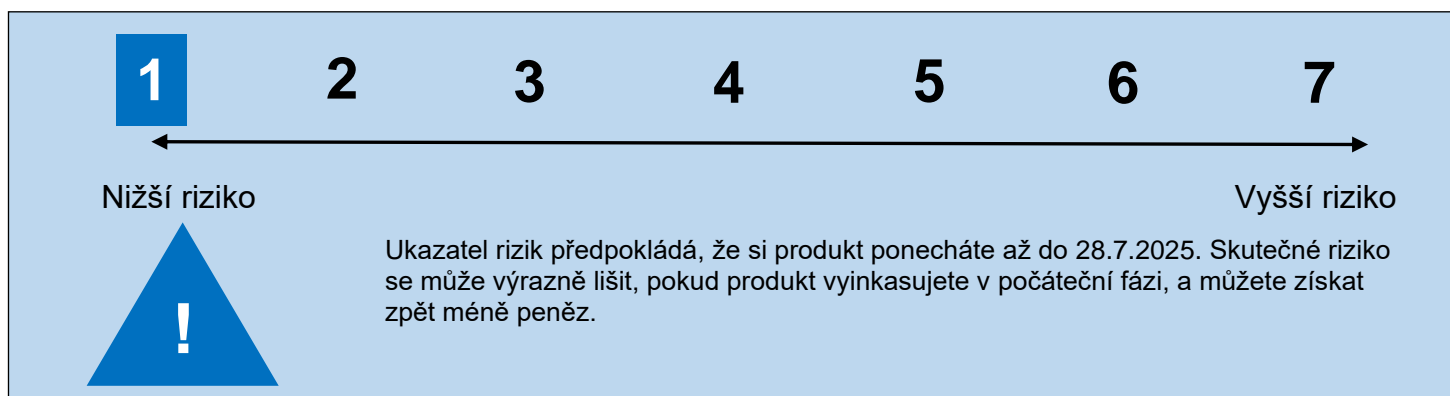 1 2 3 4 5 6 7
Nižší riziko Vyšší riziko
Ukazatel rizik předpokládá, že si produkt ponecháte až do 28.7.2025. Skutečné riziko
se může výrazně lišit, pokud produkt vyinkasujete v počáteční fázi, a můžete získat
zpět méně peněz.
!